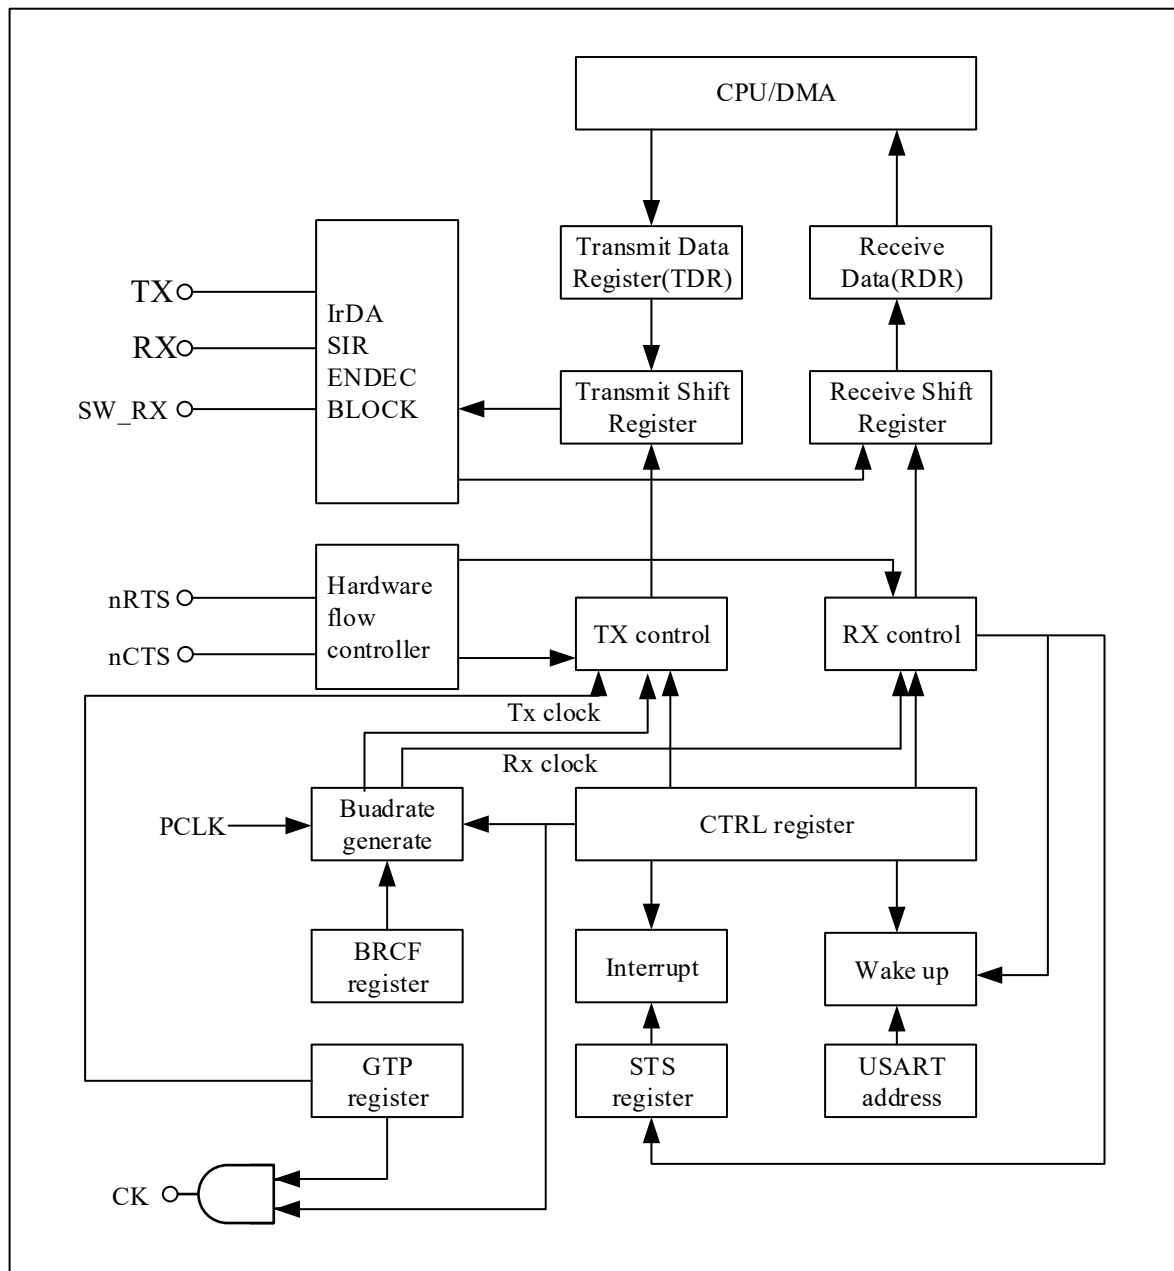 CPU/DMA
Transmit Data
Register(TDR)
Receive
Data(RDR)
TX
RX
SW_RX
IrDA
SIR
ENDEC
BLOCK
Transmit Shift
Register
Receive Shift
Register
nRTS
nCTS
Hardware
flow
controller
TX control
RX control
Tx clock
Rx clock
PCLK
Buadrate
generate
CTRL register
BRCF
register
Interrupt
Wake up
GTP
register
STS
register
USART
address
CK